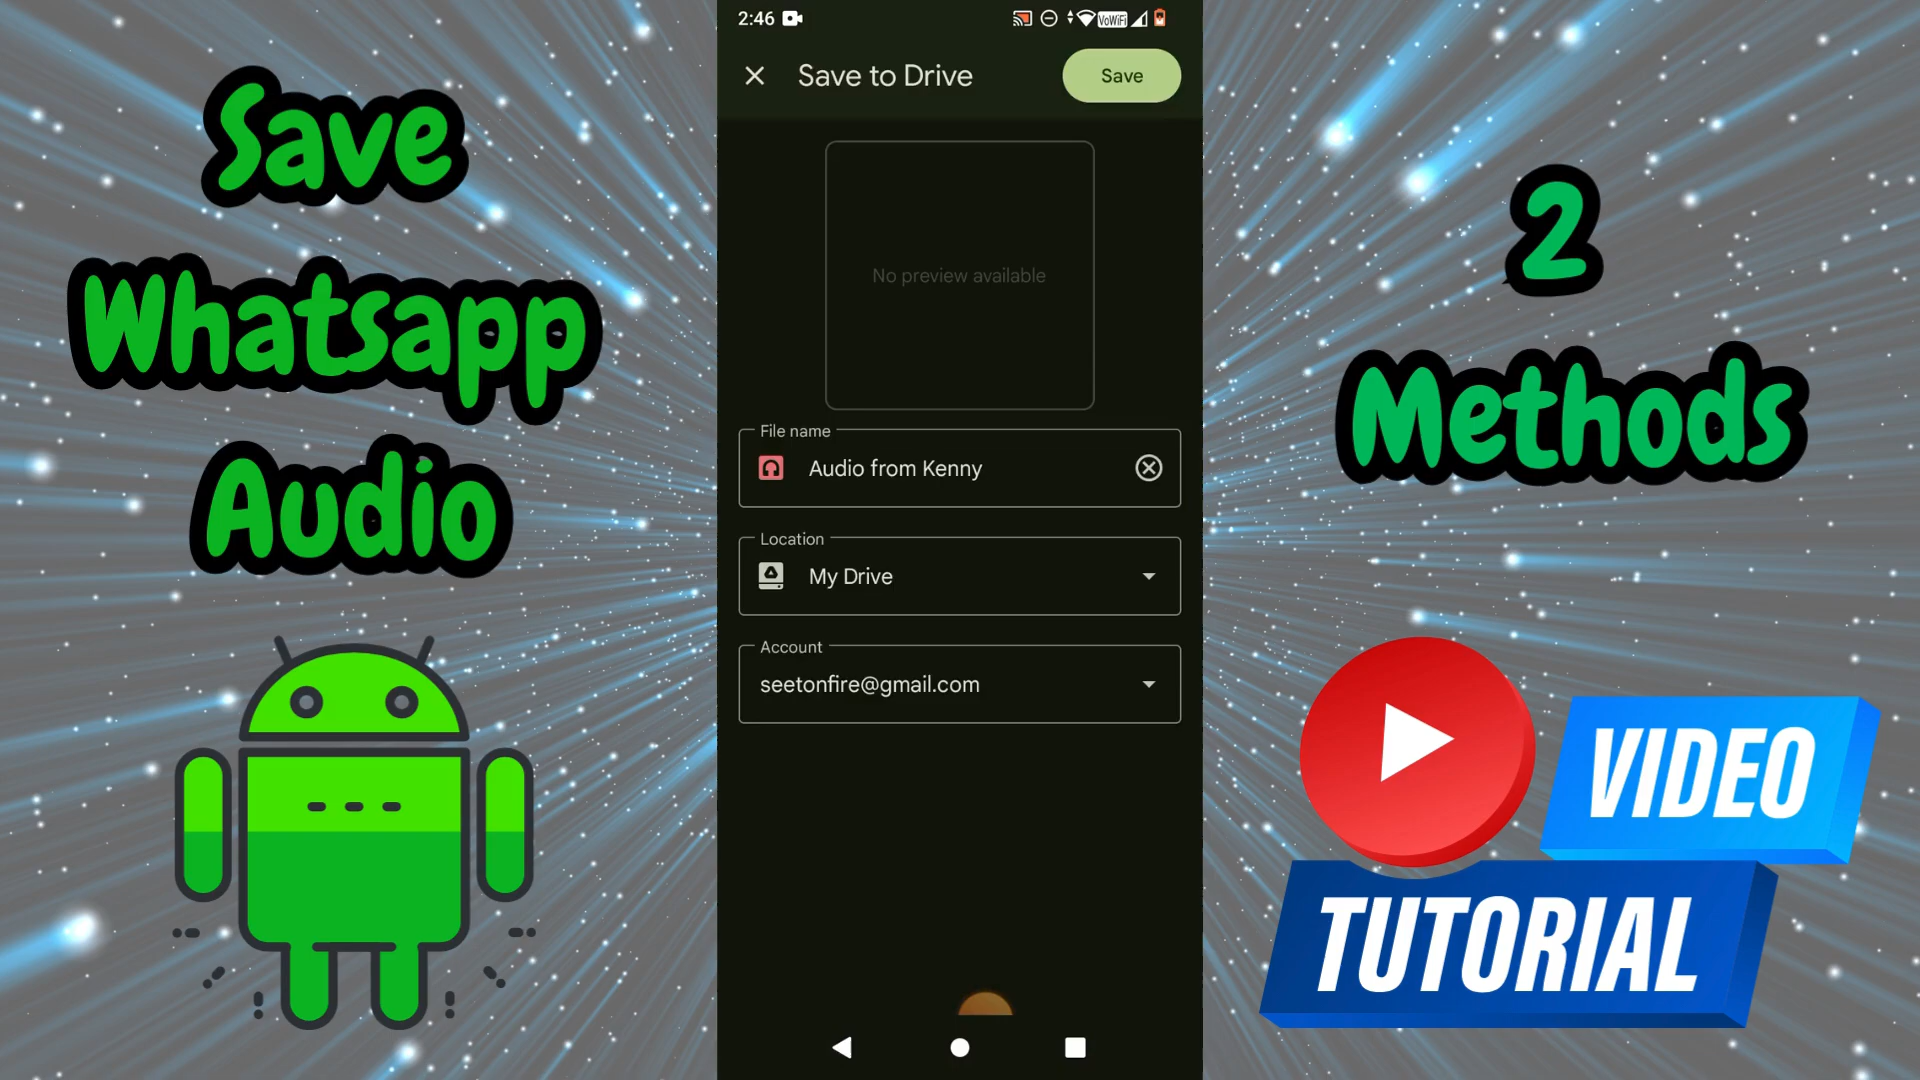 Save
Whatsapp
Audio
2:46
VoWiFi
Save to Drive
Save
No preview available
File name
Audio from Kenny
Location
My Drive
Account
seetonfire@gmail.com
2
Methods
VIDEO
TUTORIAL